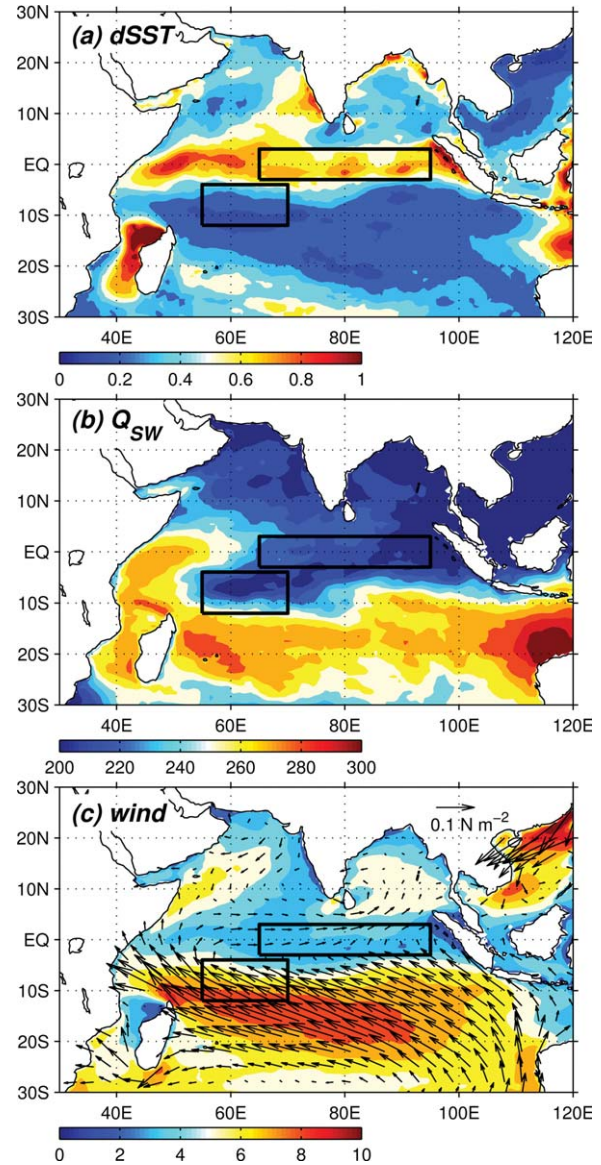 (a) dSST
30N
20N
10N
EQ
10S
20S
30S
40E 60E 80E 100E 120E
0 0.2 0.4 0.6 0.8 1
(b) Q_SW
30N
20N
10N
EQ
10S
20S
30S
40E 60E 80E 100E 120E
200 220 240 260 280 300
(c) wind
0.1 N m⁻²
30N
20N
10N
EQ
10S
20S
30S
40E 60E 80E 100E 120E
0 2 4 6 8 10